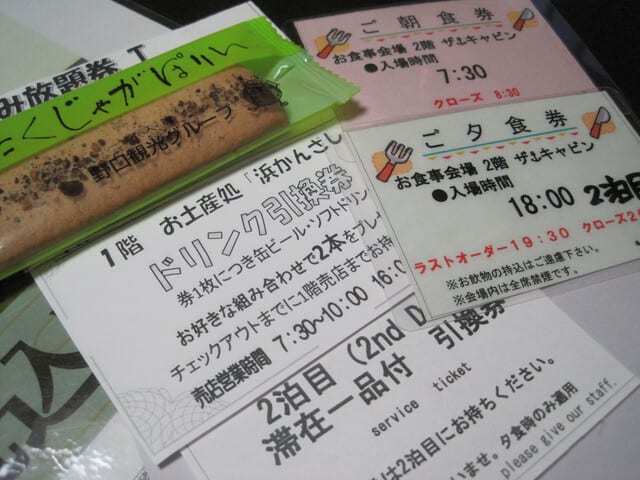 み放題券
くじゃがぽりい
野口観光グループ
ご朝食券
お食事会場 2階 ザ・キャビン
●入場時間
7:30
クローズ 8:30
ご夕食券
お食事会場 2階 ザ・キャビン
●入場時間
18:00 2泊目
ラストオーダー19:30 クローズ
※お飲物の持込はご遠慮下さい。
※会場内は全席禁煙です。
1階 お土産処「浜かんざし
ドリンク引換券
券1枚につき缶ビール・ソフトドリン
お好きな組み合わせで2本をプレ
チェックアウトまでに1階売店までお持
売店営業時間 7:30~10:00 16:0
2泊目(2nd D
滞在一品付 引換券
service ticket
は2泊目にお持ちください。
いませ。夕食時のみ適用
please give our staff.